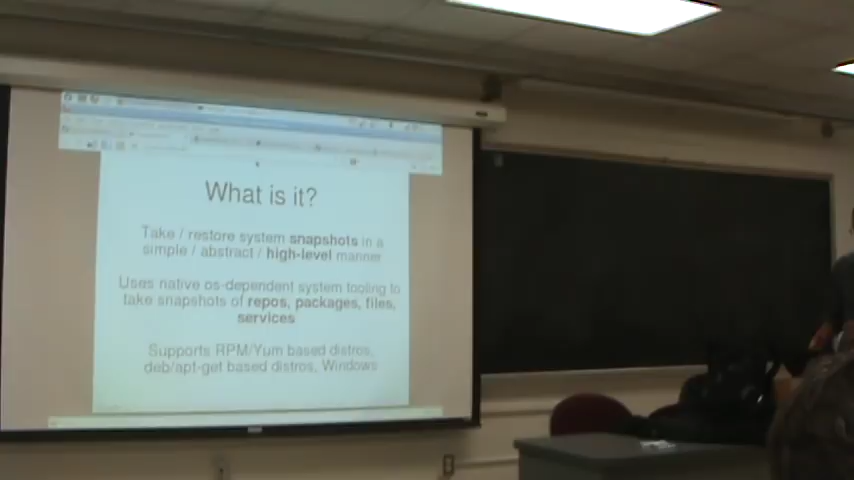 What is it?
Take / restore system snapshots in a
simple / abstract / high-level manner
Uses native os-dependent system tooling to
take snapshots of repos, packages, files,
services
Supports RPM/Yum based distros,
deb/apt-get based distros, Windows